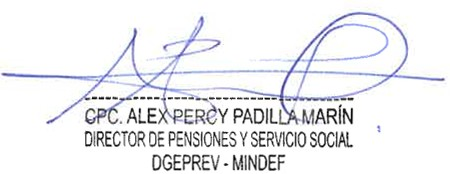 CPC. ALEX PERCY PADILLA MARÍN
DIRECTOR DE PENSIONES Y SERVICIO SOCIAL
DGEPREV - MINDEF